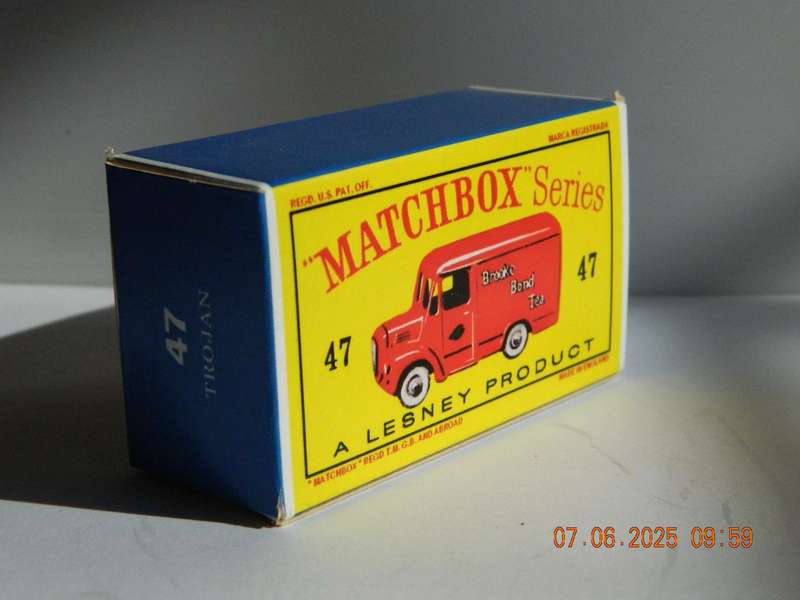 REGD. U.S. PAT. OFF.
MARCA REGISTRADA
"MATCHBOX" Series
Brooke
Bond
Tea
47
47
A LESNEY PRODUCT
"MATCHBOX" REGD T.M. G.B. AND ABROAD
MADE IN ENGLAND
47
TROJAN
07.06.2025 09:59